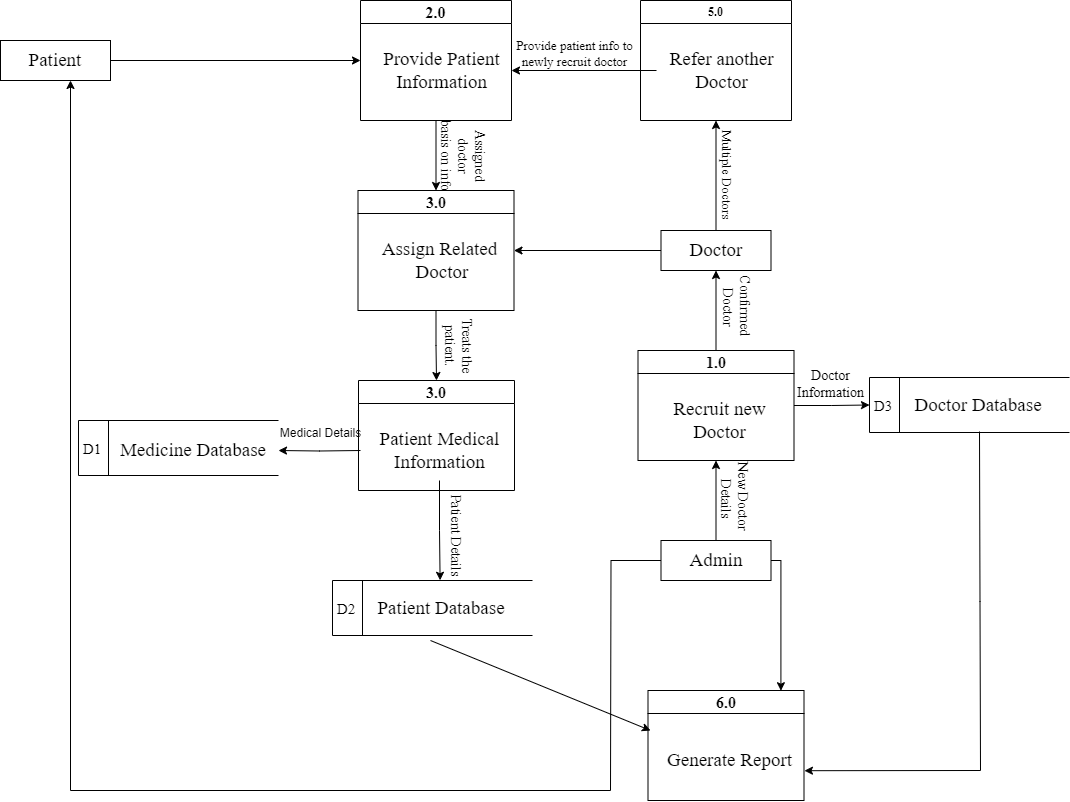 2.0
5.0
Patient
Provide Patient
Information
Provide patient info to
newly recruit doctor
Refer another
Doctor
Assigned
doctor
basis on info
Multiple Doctors
3.0
Assign Related
Doctor
Doctor
Confirmed
Doctor
Treats the
patient.
1.0
Recruit new
Doctor
Doctor
Information
D3
Doctor Database
3.0
Patient Medical
Information
Medical Details
D1
Medicine Database
New Doctor
Details
Patient Details
Admin
D2
Patient Database
6.0
Generate Report